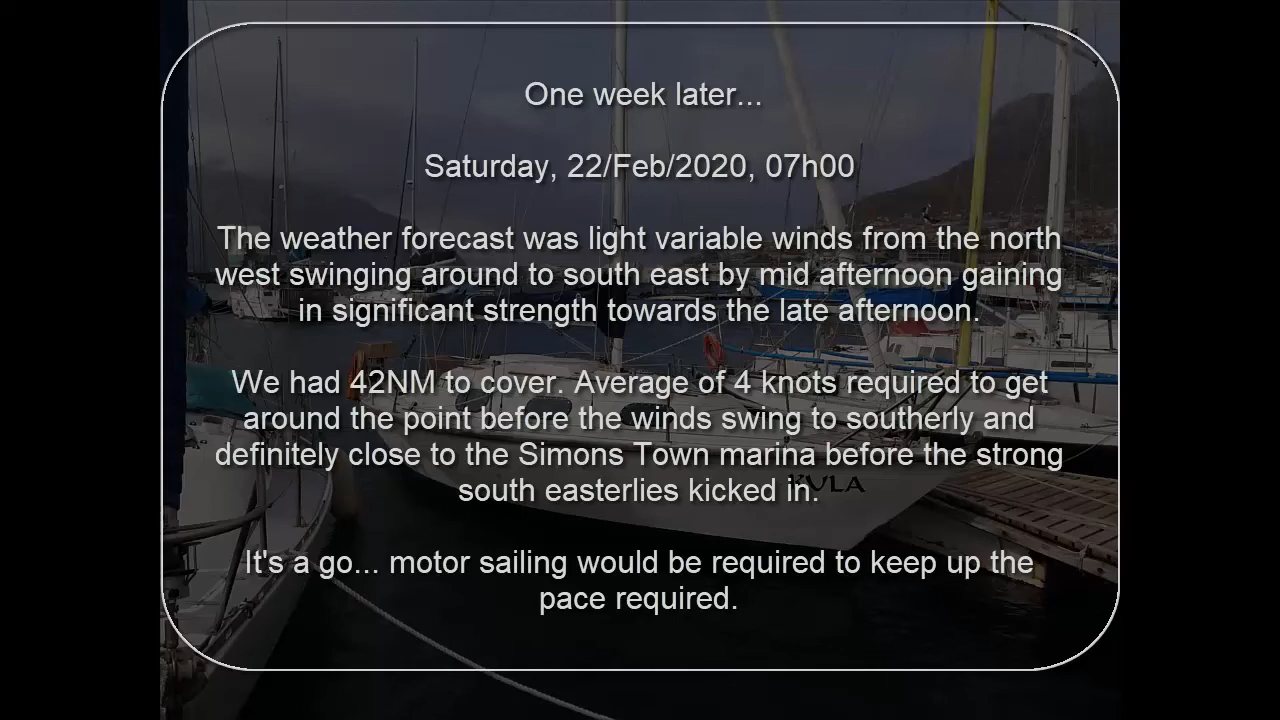 One week later...
Saturday, 22/Feb/2020, 07h00
The weather forecast was light variable winds from the north
west swinging around to south east by mid afternoon gaining
in significant strength towards the late afternoon.
We had 42NM to cover. Average of 4 knots required to get
around the point before the winds swing to southerly and
definitely close to the Simons Town marina before the strong
south easterlies kicked in.
KULA
It's a go... motor sailing would be required to keep up the
pace required.